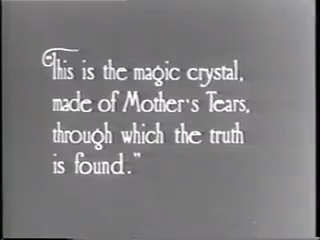 "This is the magic crystal,
made of Mother's Tears,
through which the truth
is found."